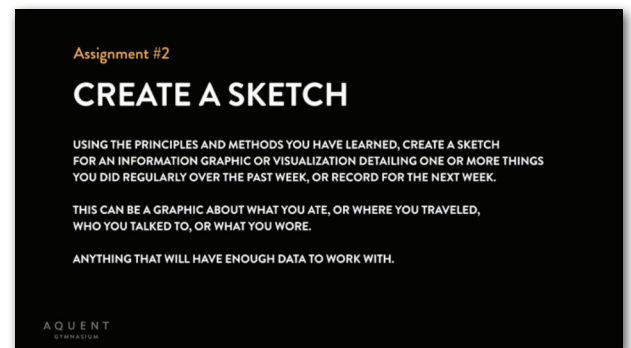 Assignment #2
CREATE A SKETCH
USING THE PRINCIPLES AND METHODS YOU HAVE LEARNED, CREATE A SKETCH
FOR AN INFORMATION GRAPHIC OR VISUALIZATION DETAILING ONE OR MORE THINGS
YOU DID REGULARLY OVER THE PAST WEEK, OR RECORD FOR THE NEXT WEEK.
THIS CAN BE A GRAPHIC ABOUT WHAT YOU ATE, OR WHERE YOU TRAVELED,
WHO YOU TALKED TO, OR WHAT YOU WORE.
ANYTHING THAT WILL HAVE ENOUGH DATA TO WORK WITH.
AQUENT
GYMNASIUM